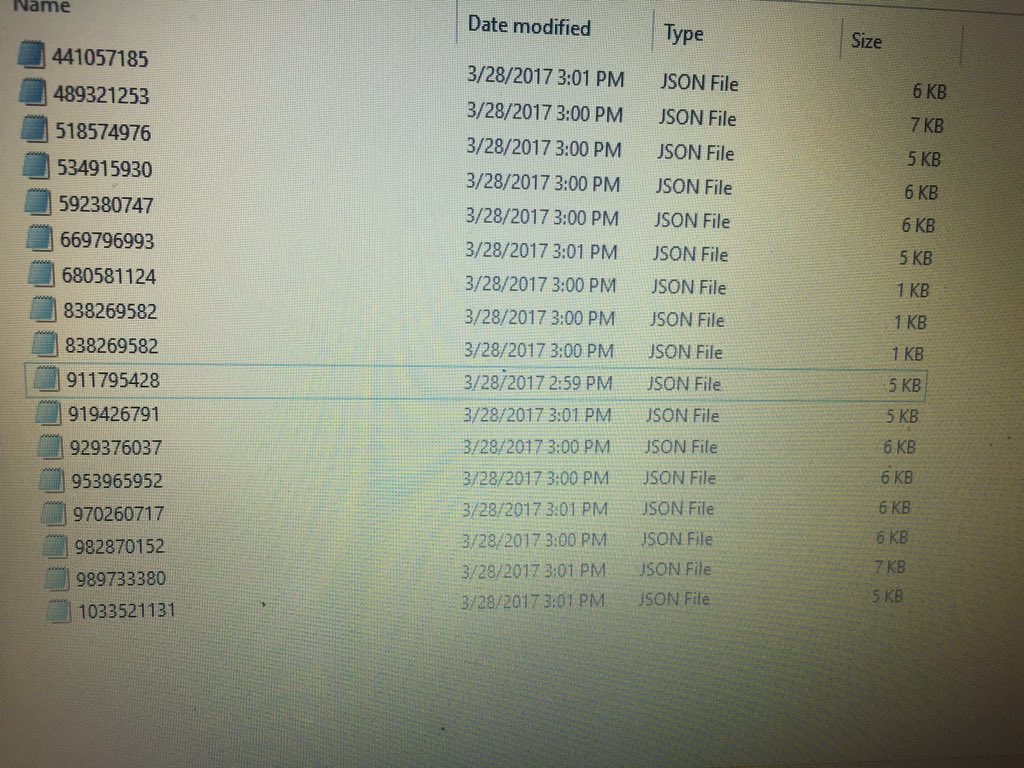 Name Date modified Type Size
441057185 3/28/2017 3:01 PM JSON File 6 KB
489321253 3/28/2017 3:00 PM JSON File 7 KB
518574976 3/28/2017 3:00 PM JSON File 5 KB
534915930 3/28/2017 3:00 PM JSON File 6 KB
592380747 3/28/2017 3:00 PM JSON File 6 KB
669796993 3/28/2017 3:01 PM JSON File 5 KB
680581124 3/28/2017 3:00 PM JSON File 1 KB
838269582 3/28/2017 3:00 PM JSON File 1 KB
838269582 3/28/2017 3:00 PM JSON File 1 KB
911795428 3/28/2017 2:59 PM JSON File 5 KB
919426791 3/28/2017 3:01 PM JSON File 5 KB
929376037 3/28/2017 3:00 PM JSON File 6 KB
953965952 3/28/2017 3:00 PM JSON File 6 KB
970260717 3/28/2017 3:01 PM JSON File 6 KB
982870152 3/28/2017 3:00 PM JSON File 6 KB
989733380 3/28/2017 3:01 PM JSON File 7 KB
1033521131 3/28/2017 3:01 PM JSON File 5 KB